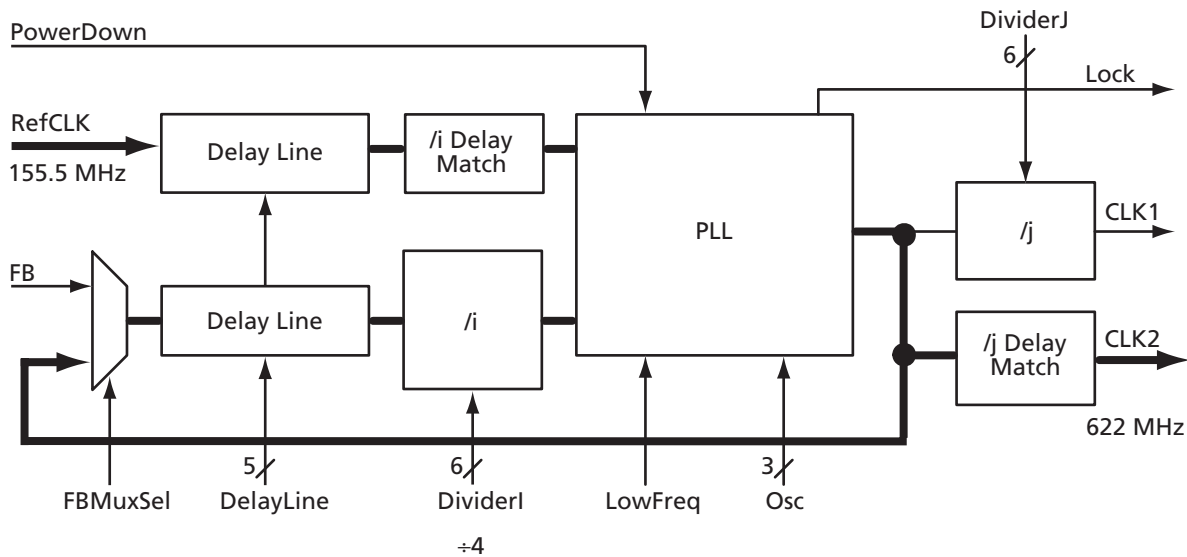 PowerDown
DividerJ
6
Lock
RefCLK
155.5 MHz
Delay Line
/i Delay
Match
PLL
/j
CLK1
FB
Delay Line
/i
/j Delay
Match
CLK2
622 MHz
5
6
3
FBMuxSel
DelayLine
DividerI
LowFreq
Osc
÷4